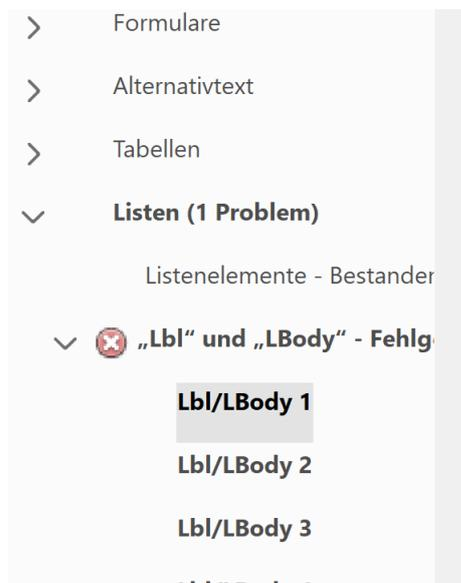 Formulare
Alternativtext
Tabellen
Listen (1 Problem)
Listenelemente - Bestanden
„Lbl“ und „LBody“ - Fehlg
Lbl/LBody 1
Lbl/LBody 2
Lbl/LBody 3